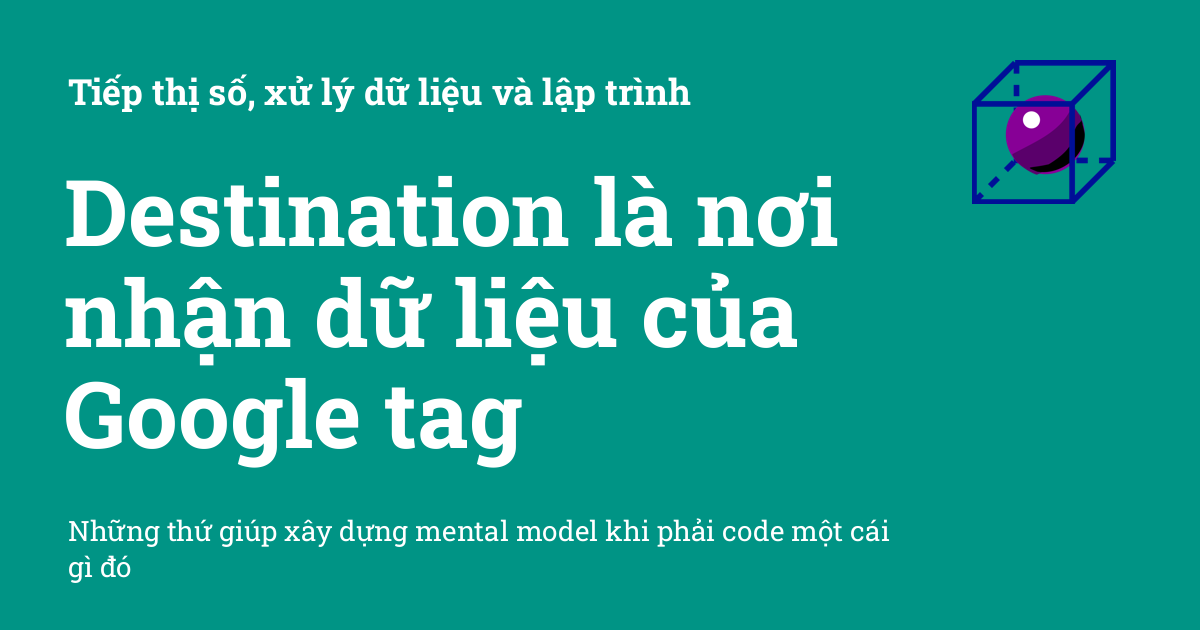 Tiếp thị số, xử lý dữ liệu và lập trình
Destination là nơi
nhận dữ liệu của
Google tag
Những thứ giúp xây dựng mental model khi phải code một cái
gì đó